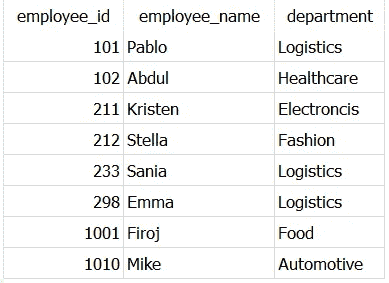 employee_id employee_name department
101 Pablo Logistics
102 Abdul Healthcare
211 Kristen Electroncis
212 Stella Fashion
233 Sania Logistics
298 Emma Logistics
1001 Firoj Food
1010 Mike Automotive